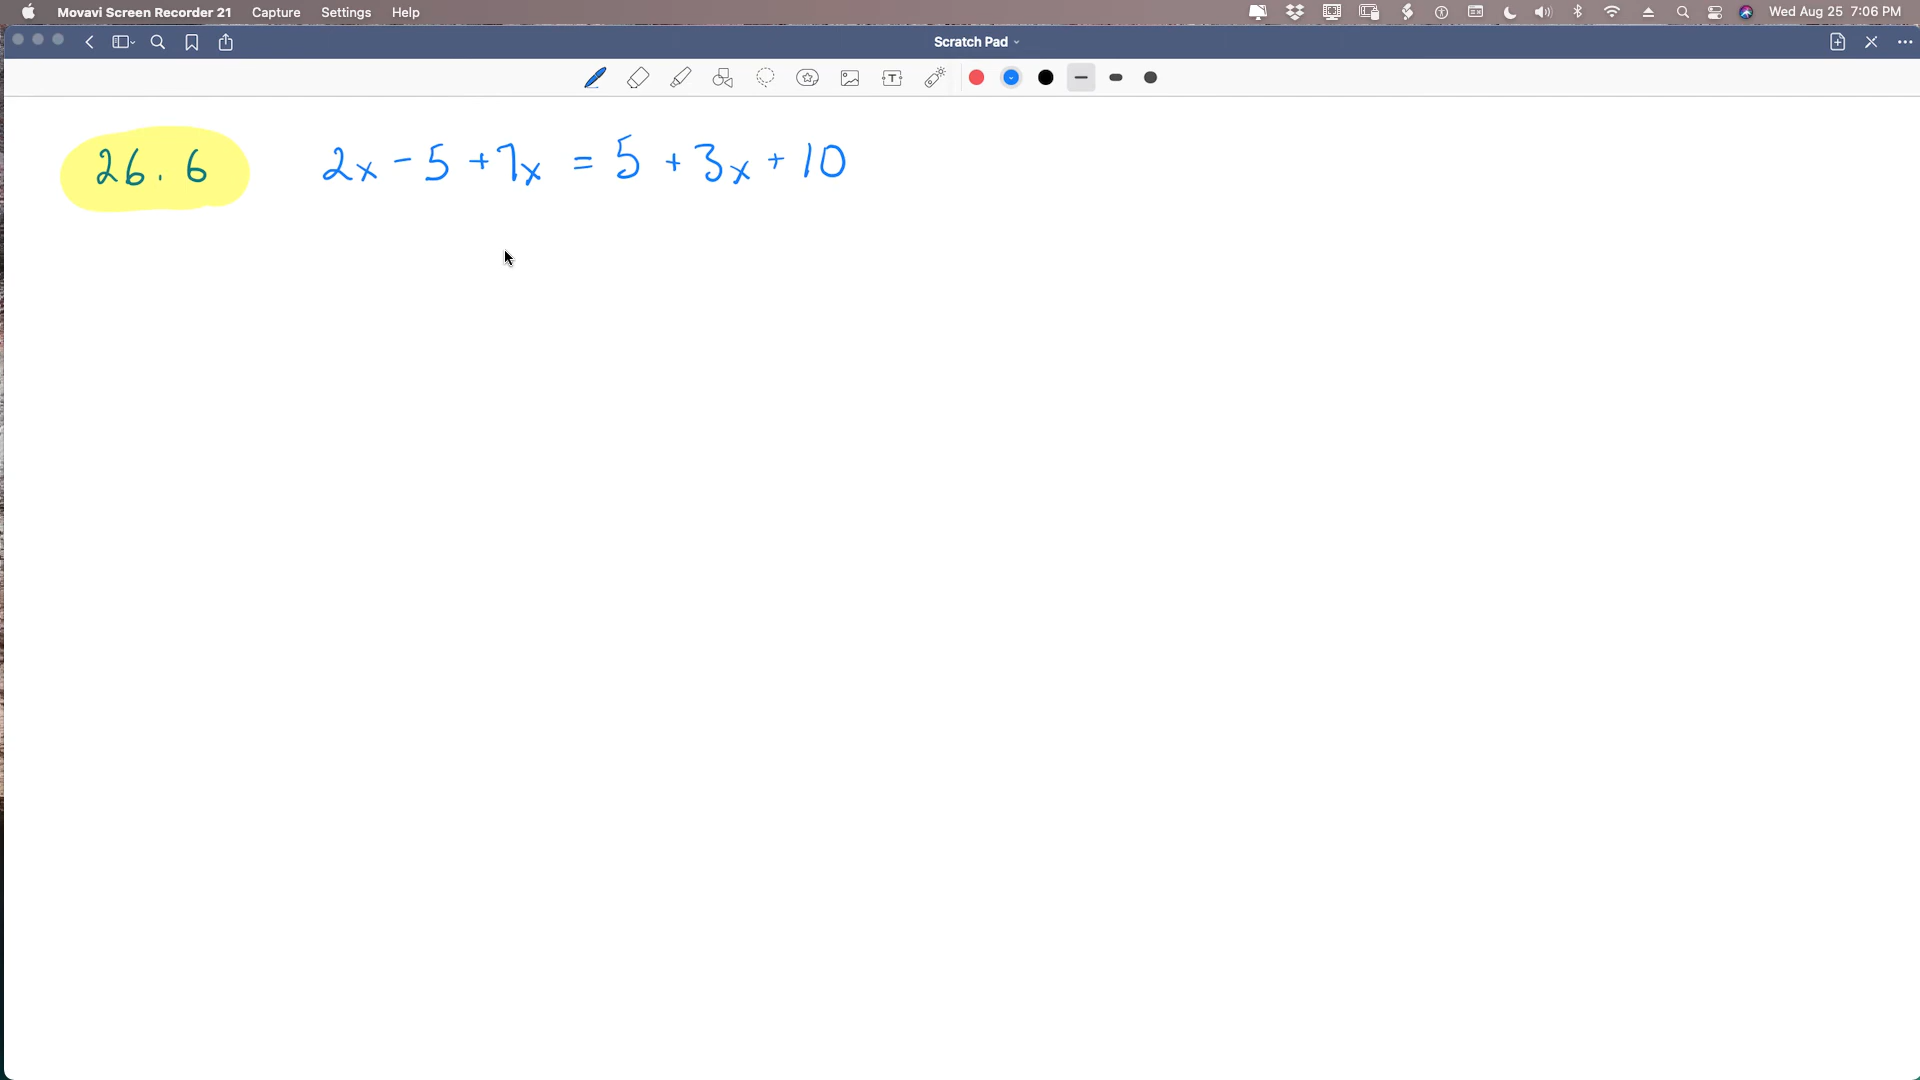 Movavi Screen Recorder 21 Capture Settings Help Wed Aug 25 7:06 PM
Scratch Pad
26.6 2x - 5 + 7x = 5 + 3x + 10